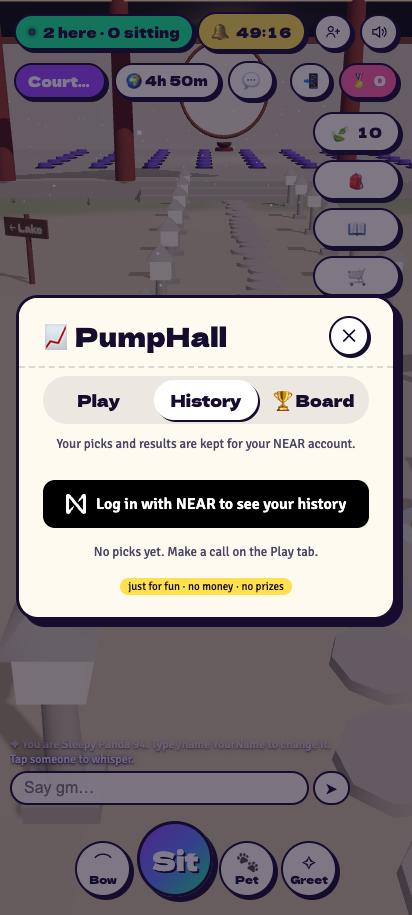 2 here · 0 sitting
49:16
Court...
4h 50m
0
10
← Lake
PumpHall
Play
History
Board
Your picks and results are kept for your NEAR account.
Log in with NEAR to see your history
No picks yet. Make a call on the Play tab.
just for fun · no money · no prizes
✦ You are Sleepy Panda 94. Type /name YourName to change it.
Tap someone to whisper.
Say gm...
Bow
Sit
Pet
Greet